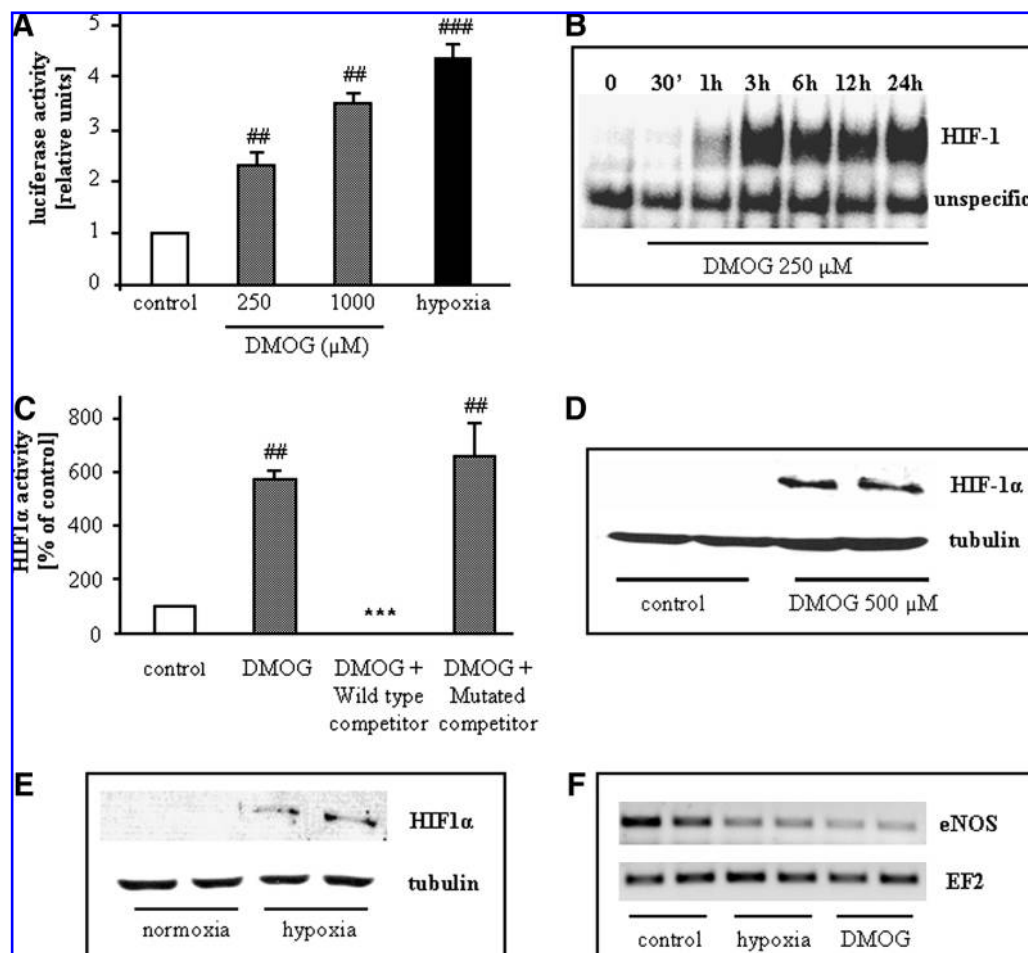 A
luciferase activity
[relative units]
5
4
3
2
1
0
##
##
###
control
250
1000
hypoxia
DMOG (μM)
B
0 30' 1h 3h 6h 12h 24h
HIF-1
unspecific
DMOG 250 μM
C
HIF1α activity
[% of control]
800
600
400
200
0
##
***
##
control
DMOG
DMOG +
Wild type
competitor
DMOG +
Mutated
competitor
D
HIF-1α
tubulin
control
DMOG 500 μM
E
HIF1α
tubulin
normoxia
hypoxia
F
eNOS
EF2
control
hypoxia
DMOG